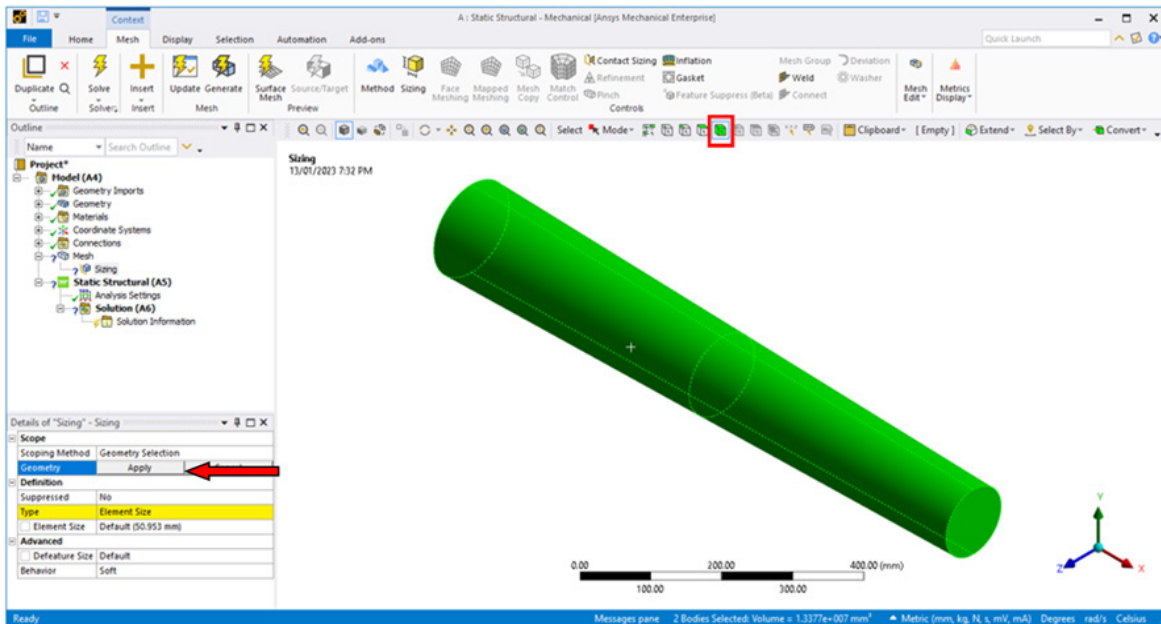 Context
A : Static Structural - Mechanical [Ansys Mechanical Enterprise]
File Home Mesh Display Selection Automation Add-ons
Quick Launch
Duplicate Q
Outline
Solve
Solver
Insert
Insert
Update Generate
Mesh
Surface Mesh
Source/Target
Preview
Method Sizing
Face Meshing
Mapped Meshing
Mesh Copy
Match Control
Contact Sizing
Refinement
Pinch
Inflation
Gasket
Feature Suppress (Beta)
Mesh Group
Weld
Connect
Deviation
Washer
Controls
Mesh Edit
Metrics Display
Outline
Name Search Outline
Select Mode Clipboard [ Empty ] Extend Select By Convert
Project*
Model (A4)
Geometry Imports
Geometry
Materials
Coordinate Systems
Connections
Mesh
Sizing
Static Structural (A5)
Analysis Settings
Solution (A6)
Solution Information
Sizing
13/01/2023 7:32 PM
Details of "Sizing" - Sizing
Scope
Scoping Method Geometry Selection
Geometry Apply
Definition
Suppressed No
Type Element Size
Element Size Default (50.953 mm)
Advanced
Defeature Size Default
Behavior Soft
0.00 200.00 400.00 (mm)
100.00 300.00
Y
Z X
Ready Messages pane 2 Bodies Selected: Volume = 1.3377e+007 mm³ Metric (mm, kg, N, s, mV, mA) Degrees rad/s Celsius